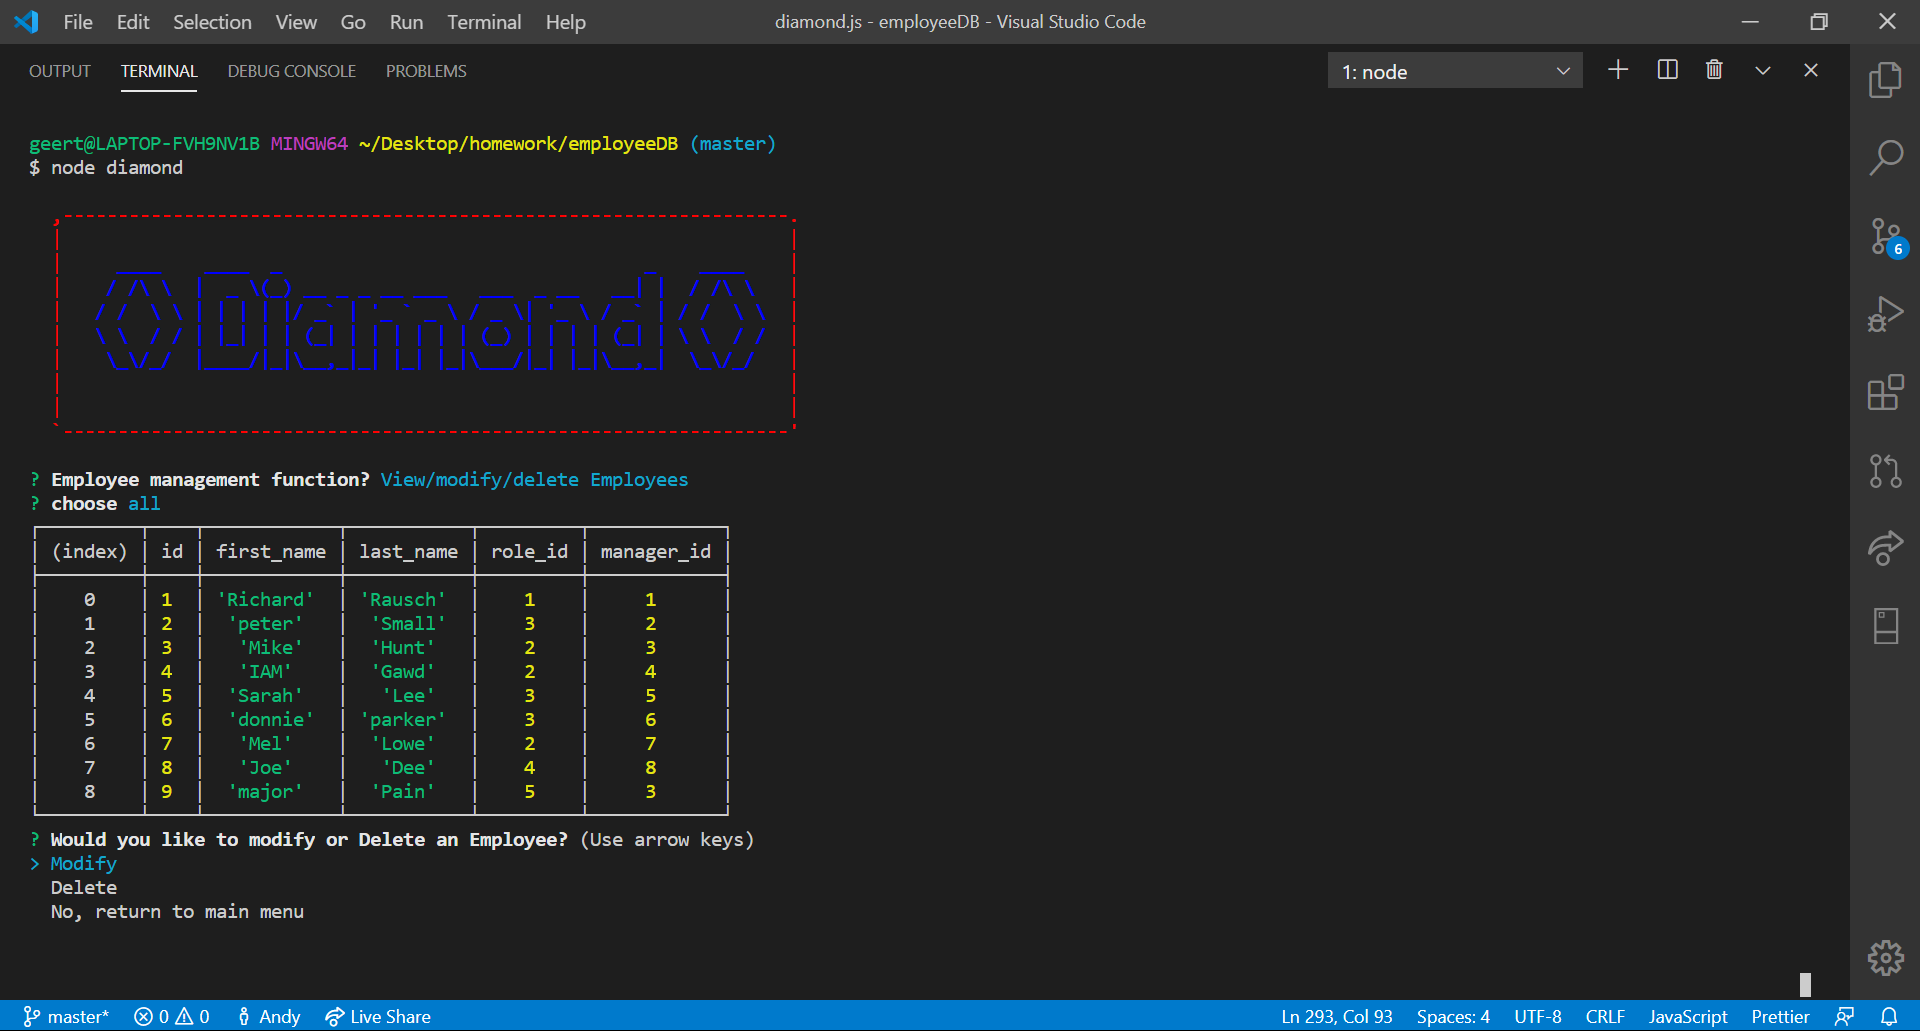 File Edit Selection View Go Run Terminal Help diamond.js - employeeDB - Visual Studio Code
OUTPUT TERMINAL DEBUG CONSOLE PROBLEMS 1: node
geert@LAPTOP-FVH9NV1B MINGW64 ~/Desktop/homework/employeeDB (master)
$ node diamond
Diamond
? Employee management function? View/modify/delete Employees
? choose all
(index) id first_name last_name role_id manager_id
0 1 'Richard' 'Rausch' 1 1
1 2 'peter' 'Small' 3 2
2 3 'Mike' 'Hunt' 2 3
3 4 'IAM' 'Gawd' 2 4
4 5 'Sarah' 'Lee' 3 5
5 6 'donnie' 'parker' 3 6
6 7 'Mel' 'Lowe' 2 7
7 8 'Joe' 'Dee' 4 8
8 9 'major' 'Pain' 5 3
? Would you like to modify or Delete an Employee? (Use arrow keys)
> Modify
Delete
No, return to main menu
6
master* 0 0 Andy Live Share Ln 293, Col 93 Spaces: 4 UTF-8 CRLF JavaScript Prettier